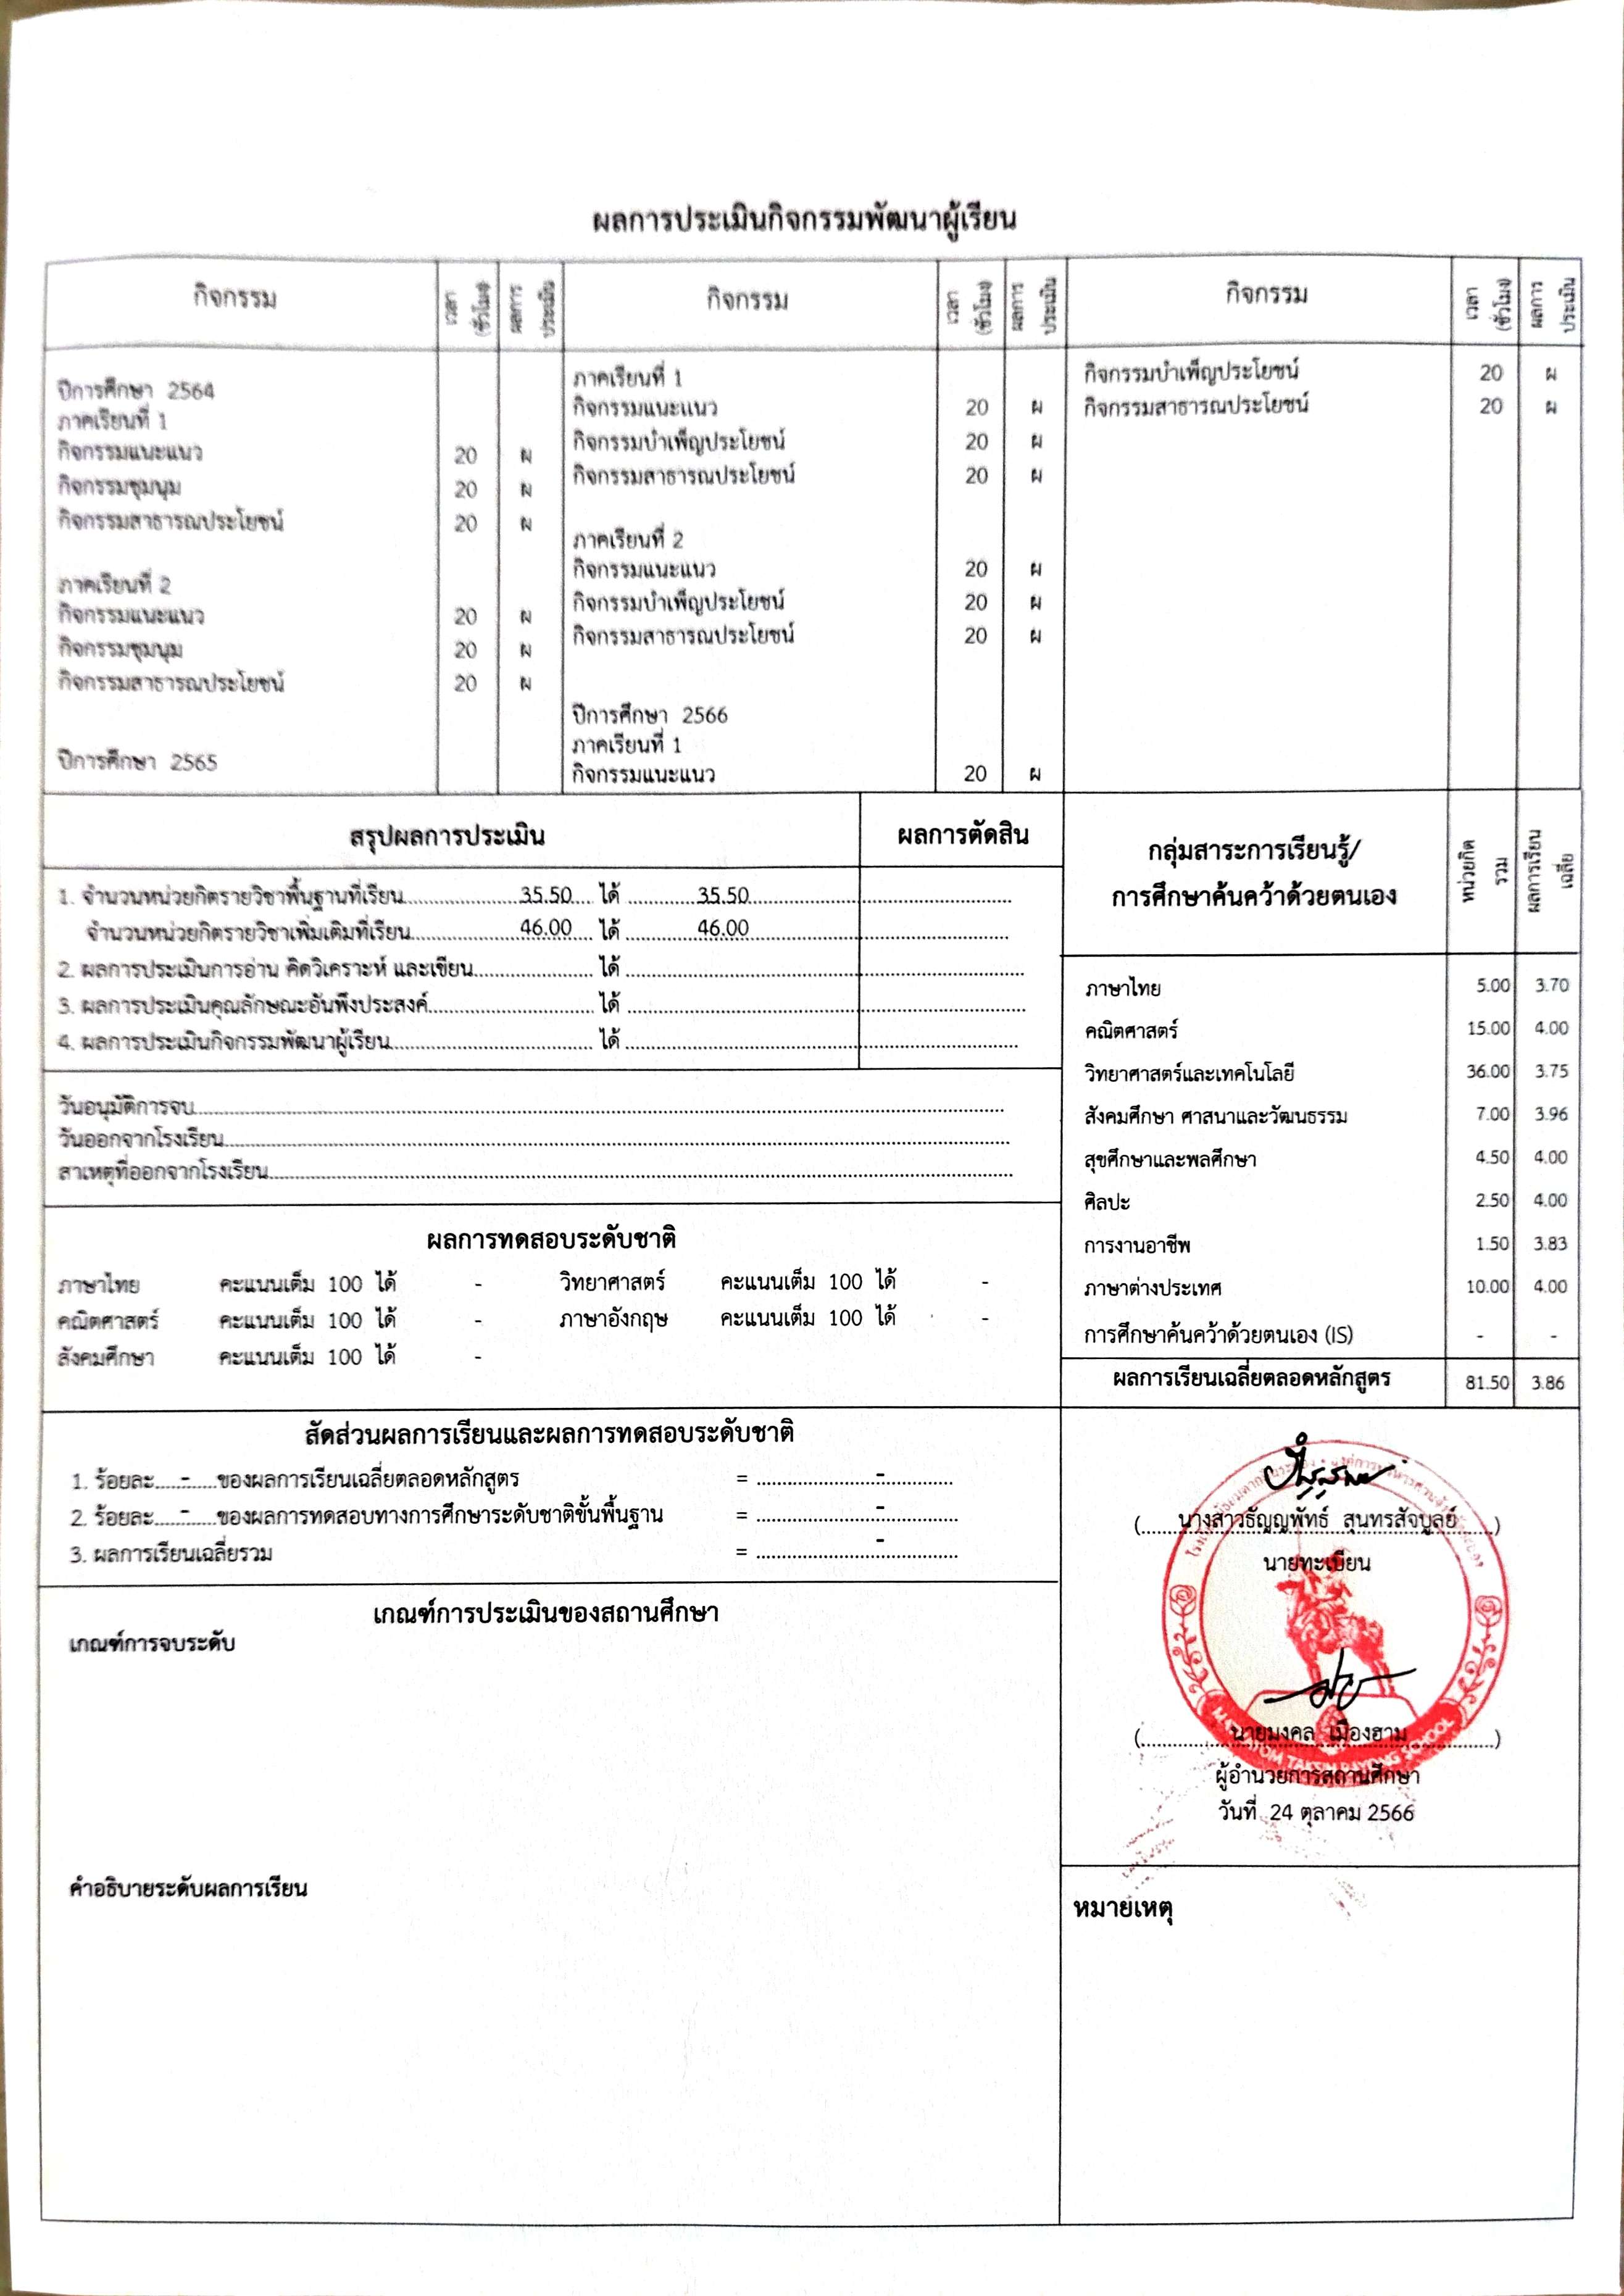 ผลการประเมินกิจกรรมพัฒนาผู้เรียน
กิจกรรม เวลา (ชั่วโมง) ผลการประเมิน
ปีการศึกษา 2564
ภาคเรียนที่ 1
กิจกรรมแนะแนว 20 ผ
กิจกรรมชุมนุม 20 ผ
กิจกรรมสาธารณประโยชน์ 20 ผ
ภาคเรียนที่ 2
กิจกรรมแนะแนว 20 ผ
กิจกรรมชุมนุม 20 ผ
กิจกรรมสาธารณประโยชน์ 20 ผ
ปีการศึกษา 2565
กิจกรรม เวลา (ชั่วโมง) ผลการประเมิน
ภาคเรียนที่ 1
กิจกรรมแนะแนว 20 ผ
กิจกรรมบำเพ็ญประโยชน์ 20 ผ
กิจกรรมสาธารณประโยชน์ 20 ผ
ภาคเรียนที่ 2
กิจกรรมแนะแนว 20 ผ
กิจกรรมบำเพ็ญประโยชน์ 20 ผ
กิจกรรมสาธารณประโยชน์ 20 ผ
ปีการศึกษา 2566
ภาคเรียนที่ 1
กิจกรรมแนะแนว 20 ผ
กิจกรรม เวลา (ชั่วโมง) ผลการประเมิน
กิจกรรมบำเพ็ญประโยชน์ 20 ผ
กิจกรรมสาธารณประโยชน์ 20 ผ
สรุปผลการประเมิน ผลการตัดสิน
1. จำนวนหน่วยกิตรายวิชาพื้นฐานที่เรียน 35.50 ได้ 35.50
จำนวนหน่วยกิตรายวิชาเพิ่มเติมที่เรียน 46.00 ได้ 46.00
2. ผลการประเมินการอ่าน คิดวิเคราะห์ และเขียน ได้
3. ผลการประเมินคุณลักษณะอันพึงประสงค์ ได้
4. ผลการประเมินกิจกรรมพัฒนาผู้เรียน ได้
วันอนุมัติการจบ
วันออกจากโรงเรียน
สาเหตุที่ออกจากโรงเรียน
ผลการทดสอบระดับชาติ
ภาษาไทย คะแนนเต็ม 100 ได้ - วิทยาศาสตร์ คะแนนเต็ม 100 ได้ -
คณิตศาสตร์ คะแนนเต็ม 100 ได้ - ภาษาอังกฤษ คะแนนเต็ม 100 ได้ -
สังคมศึกษา คะแนนเต็ม 100 ได้ -
สัดส่วนผลการเรียนและผลการทดสอบระดับชาติ
1. ร้อยละ......-......ของผลการเรียนเฉลี่ยตลอดหลักสูตร = -
2. ร้อยละ......-......ของผลการทดสอบทางการศึกษาระดับชาติขั้นพื้นฐาน = -
3. ผลการเรียนเฉลี่ยรวม = -
เกณฑ์การประเมินของสถานศึกษา
เกณฑ์การจบระดับ
คำอธิบายระดับผลการเรียน
กลุ่มสาระการเรียนรู้/
การศึกษาค้นคว้าด้วยตนเอง
หน่วยกิตรวม ผลการเรียนเฉลี่ย
ภาษาไทย 5.00 3.70
คณิตศาสตร์ 15.00 4.00
วิทยาศาสตร์และเทคโนโลยี 36.00 3.75
สังคมศึกษา ศาสนาและวัฒนธรรม 7.00 3.96
สุขศึกษาและพลศึกษา 4.50 4.00
ศิลปะ 2.50 4.00
การงานอาชีพ 1.50 3.83
ภาษาต่างประเทศ 10.00 4.00
การศึกษาค้นคว้าด้วยตนเอง (IS) - -
ผลการเรียนเฉลี่ยตลอดหลักสูตร 81.50 3.86
(นางสาวธัญญพัทธ์ สุนทรสัจบูลย์)
นายทะเบียน
(นายมงคล เมืองฮาม)
ผู้อำนวยการสถานศึกษา
วันที่ 24 ตุลาคม 2566
หมายเหตุ